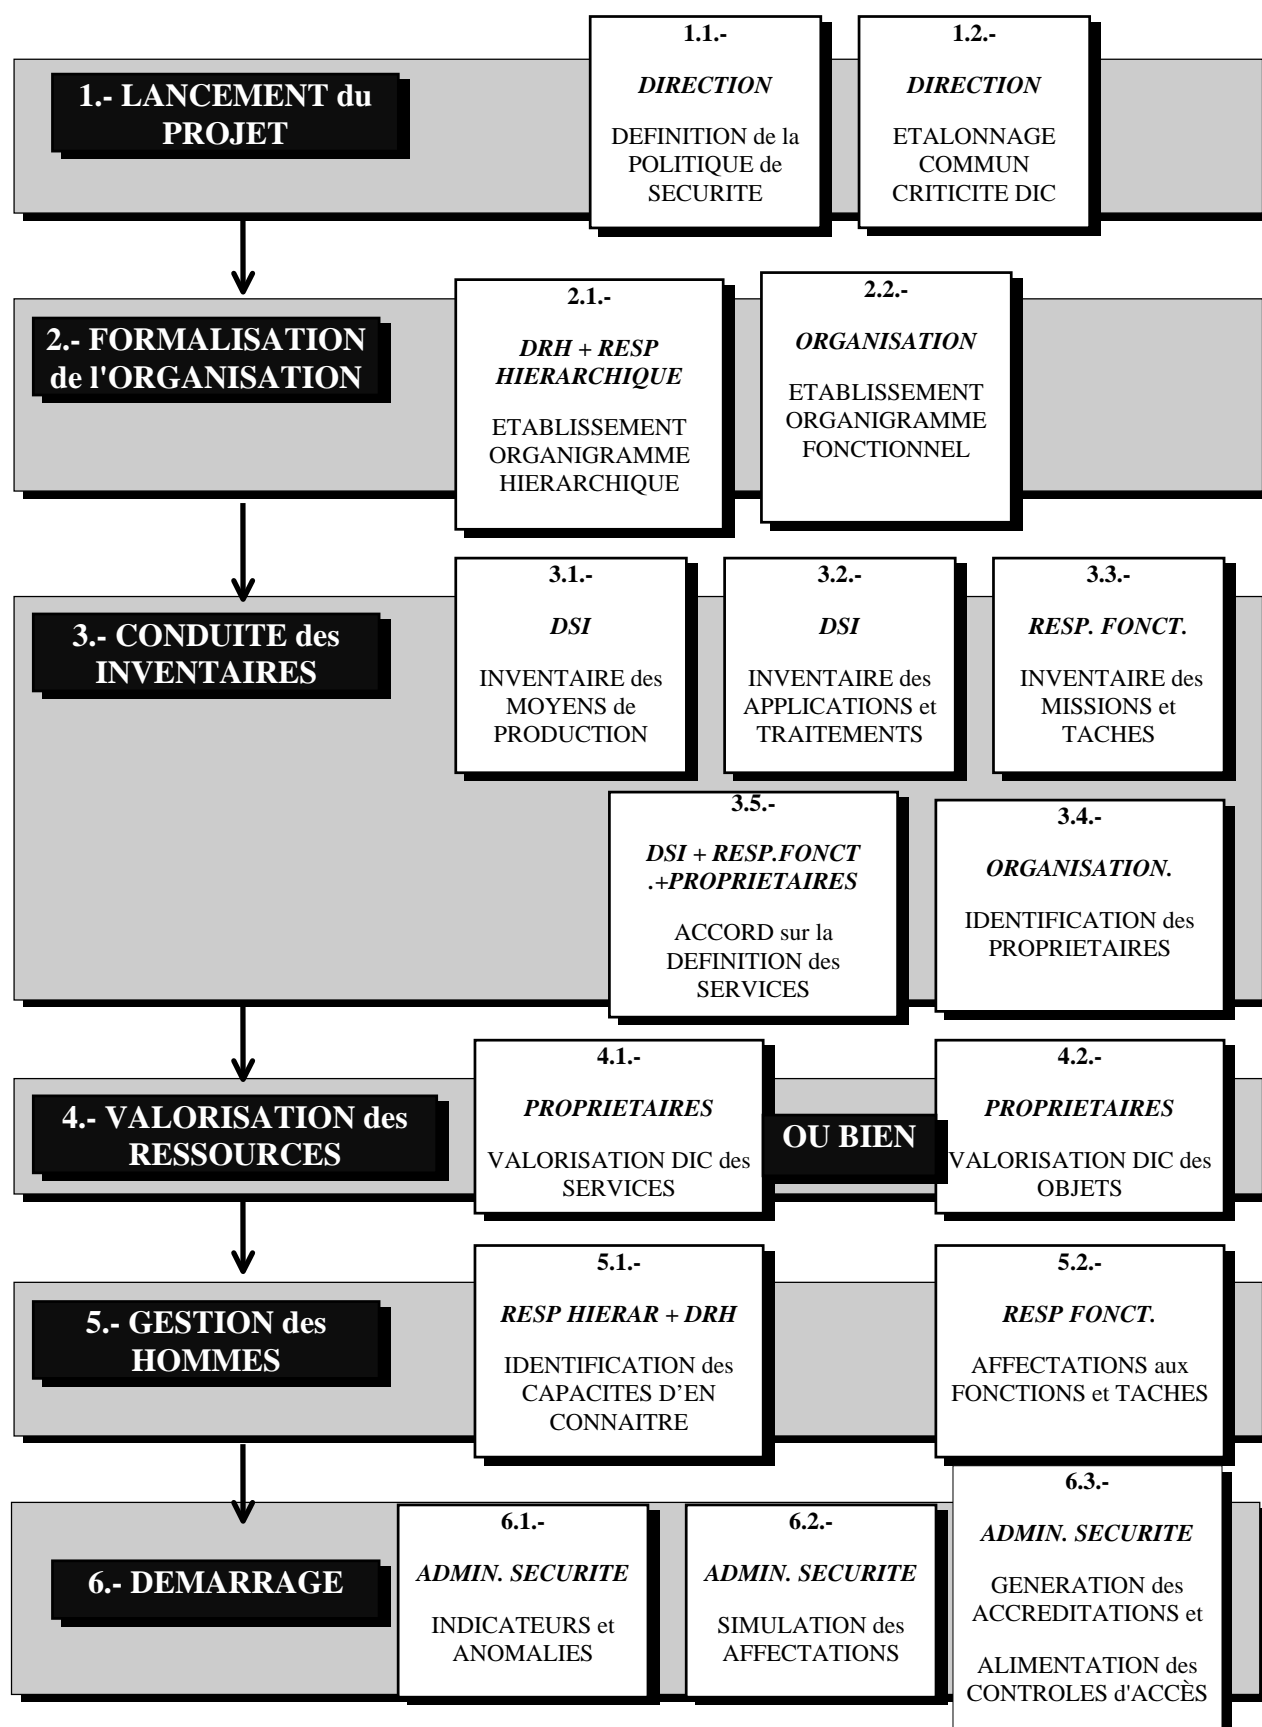 1.- LANCEMENT du
PROJET
1.1.-
DIRECTION
DEFINITION de la
POLITIQUE de
SECURITE
1.2.-
DIRECTION
ETALONNAGE
COMMUN
CRITICITE DIC
2.- FORMALISATION
de l'ORGANISATION
2.1.-
DRH + RESP
HIERARCHIQUE
ETABLISSEMENT
ORGANIGRAMME
HIERARCHIQUE
2.2.-
ORGANISATION
ETABLISSEMENT
ORGANIGRAMME
FONCTIONNEL
3.- CONDUITE des
INVENTAIRES
3.1.-
DSI
INVENTAIRE des
MOYENS de
PRODUCTION
3.2.-
DSI
INVENTAIRE des
APPLICATIONS et
TRAITEMENTS
3.3.-
RESP. FONCT.
INVENTAIRE des
MISSIONS et
TACHES
3.5.-
DSI + RESP.FONCT
.+PROPRIETAIRES
ACCORD sur la
DEFINITION des
SERVICES
3.4.-
ORGANISATION.
IDENTIFICATION des
PROPRIETAIRES
4.- VALORISATION des
RESSOURCES
4.1.-
PROPRIETAIRES
VALORISATION DIC des
SERVICES
OU BIEN
4.2.-
PROPRIETAIRES
VALORISATION DIC des
OBJETS
5.- GESTION des
HOMMES
5.1.-
RESP HIERAR + DRH
IDENTIFICATION des
CAPACITES D’EN
CONNAITRE
5.2.-
RESP FONCT.
AFFECTATIONS aux
FONCTIONS et TACHES
6.- DEMARRAGE
6.1.-
ADMIN. SECURITE
INDICATEURS et
ANOMALIES
6.2.-
ADMIN. SECURITE
SIMULATION des
AFFECTATIONS
6.3.-
ADMIN. SECURITE
GENERATION des
ACCREDITATIONS et
ALIMENTATION des
CONTROLES d'ACCÈS